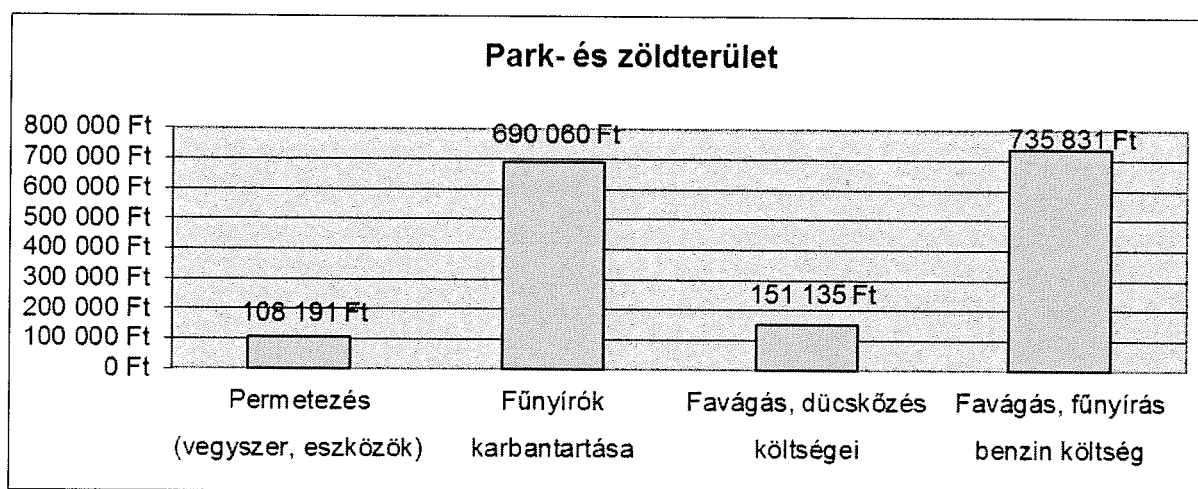 Park- és zöldterület
800 000 Ft
700 000 Ft
600 000 Ft
500 000 Ft
400 000 Ft
300 000 Ft
200 000 Ft
100 000 Ft
0 Ft
108 191 Ft
690 060 Ft
151 135 Ft
735 831 Ft
Permetezés
(vegyszer, eszközök)
Fűnyírók
karbantartása
Favágás, dücskőzés
költségei
Favágás, fűnyírás
benzin költség